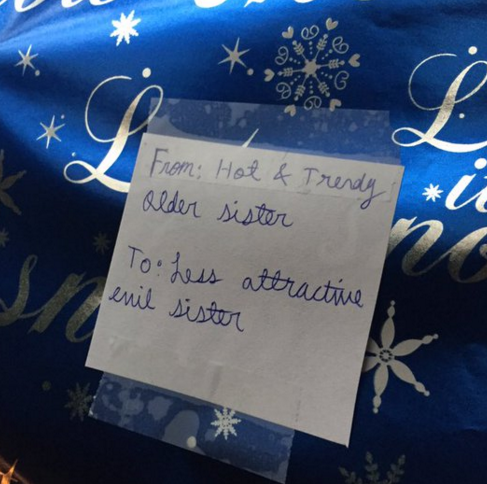 From: Hot & Trendy
older sister
To: Less attractive
evil sister